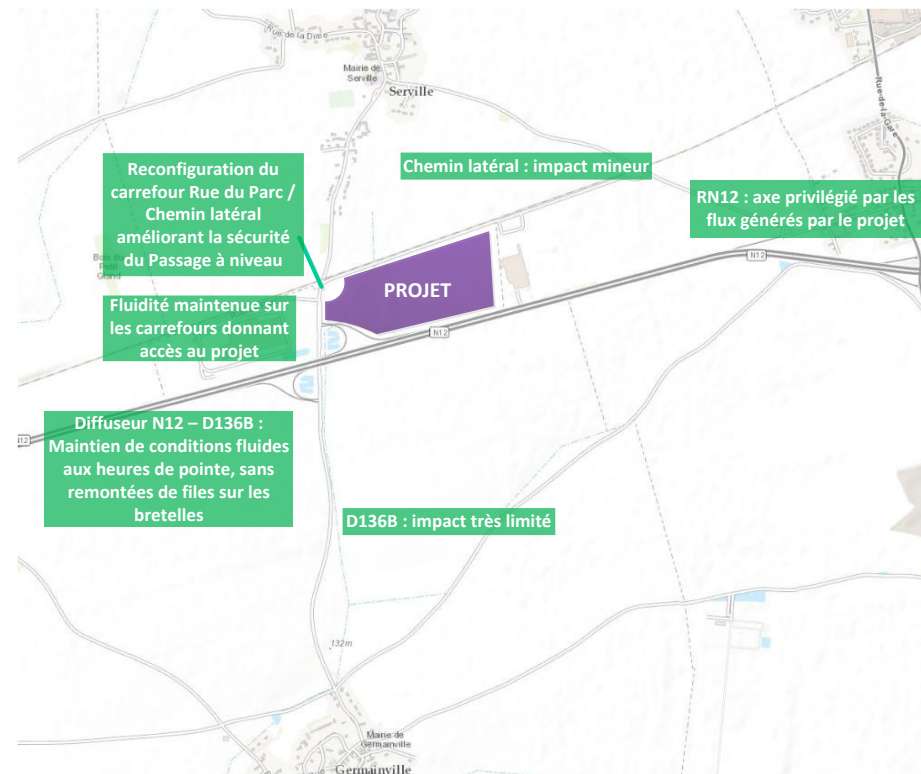 Rue de la Dîme
Mairie de
Serville
Serville
Rue-de-la-Gare
Reconfiguration du
carrefour Rue du Parc /
Chemin latéral
améliorant la sécurité
du Passage à niveau
Chemin latéral : impact mineur
RN12 : axe privilégié par les
flux générés par le projet
Bois du
Petit
Gland
N12
PROJET
Fluidité maintenue sur
les carrefours donnant
accès au projet
N12
Diffuseur N12 – D136B :
Maintien de conditions fluides
aux heures de pointe, sans
remontées de files sur les
bretelles
N12
D136B : impact très limité
132m
Mairie de
Germainville
Germainville